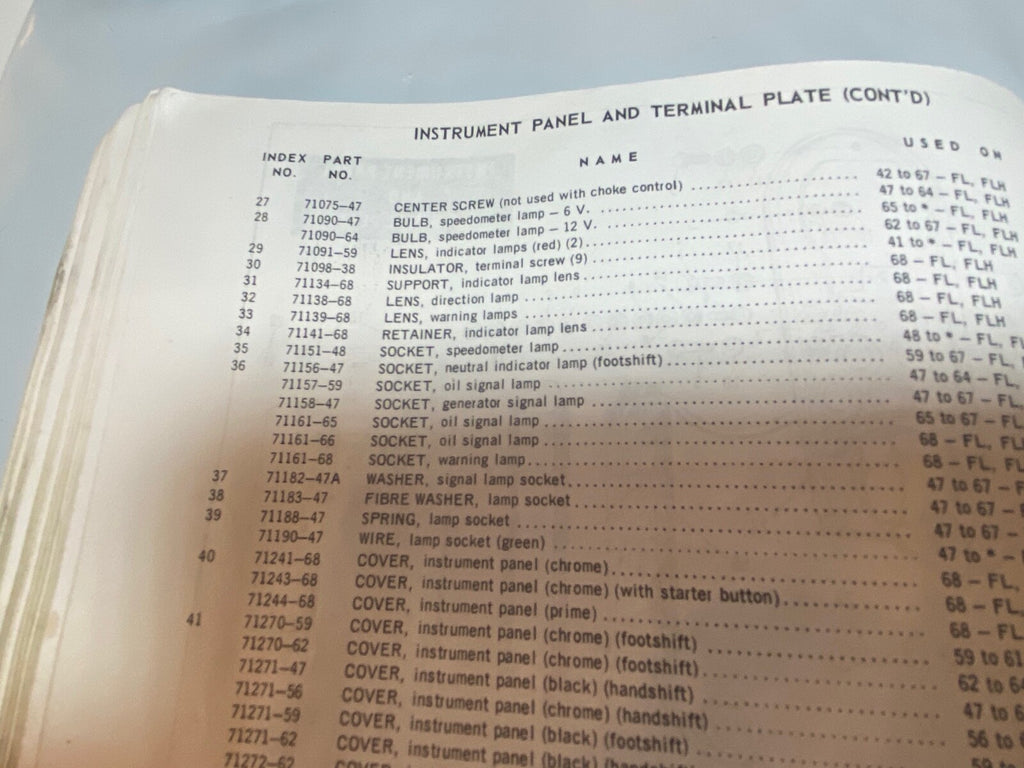 INSTRUMENT PANEL AND TERMINAL PLATE (CONT'D)
INDEX NO. PART NO. NAME USED ON
27 71075–47 CENTER SCREW (not used with choke control) .......... 42 to 67 – FL, FLH
28 71090–47 BULB, speedometer lamp – 6 V. .......... 47 to 64 – FL, FLH
71090–64 BULB, speedometer lamp – 12 V. .......... 65 to * – FL, FLH
29 71091–59 LENS, indicator lamps (red) (2) .......... 62 to 67 – FL, FLH
30 71098–38 INSULATOR, terminal screw (9) .......... 41 to * – FL, FLH
31 71134–68 SUPPORT, indicator lamp lens .......... 68 – FL, FLH
32 71138–68 LENS, direction lamp .......... 68 – FL, FLH
33 71139–68 LENS, warning lamps .......... 68 – FL, FLH
34 71141–68 RETAINER, indicator lamp lens .......... 68 – FL, FLH
35 71151–48 SOCKET, speedometer lamp .......... 48 to * – FL,
36 71156–47 SOCKET, neutral indicator lamp (footshift) .......... 59 to 67 – FL,
71157–59 SOCKET, oil signal lamp .......... 47 to 64 – FL,
71158–47 SOCKET, generator signal lamp .......... 47 to 67 – FL,
71161–65 SOCKET, oil signal lamp .......... 65 to 67 – FL
71161–66 SOCKET, oil signal lamp .......... 68 – FL,
71161–68 SOCKET, warning lamp .......... 68 – FL,
37 71182–47A WASHER, signal lamp socket .......... 47 to 67 –
38 71183–47 FIBRE WASHER, lamp socket .......... 47 to 67 –
39 71188–47 SPRING, lamp socket .......... 47 to 67 –
71190–47 WIRE, lamp socket (green) .......... 47 to * –
40 71241–68 COVER, instrument panel (chrome) .......... 68 – FL,
71243–68 COVER, instrument panel (chrome) (with starter button) .......... 68 – FL,
71244–68 COVER, instrument panel (prime) .......... 68 – FL
41 71270–59 COVER, instrument panel (chrome) (footshift) .......... 59 to 61
71270–62 COVER, instrument panel (chrome) (footshift) .......... 62 to
71271–47 COVER, instrument panel (black) (handshift) .......... 47 to
71271–56 COVER, instrument panel (chrome) (handshift) .......... 56 to
71271–59 COVER, instrument panel (black) (footshift) .......... 59 to
71271–62 COVER, instrument panel (black)
71272–62